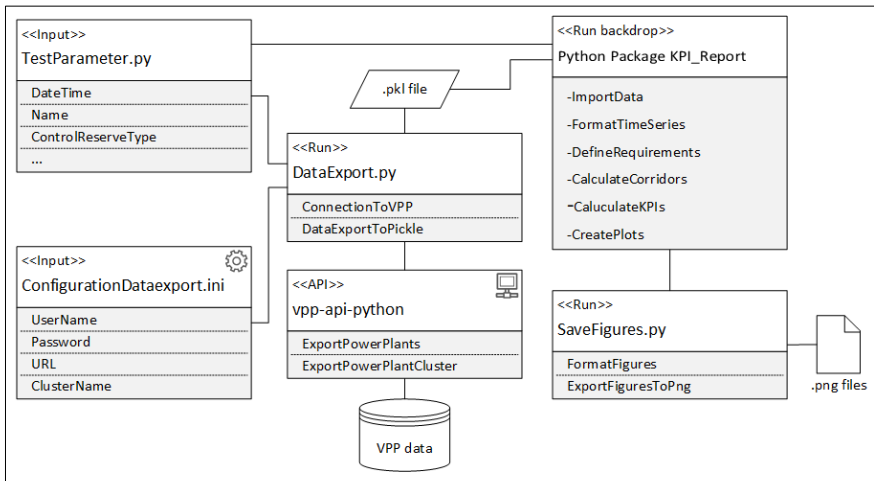 <<Input>>
TestParameter.py
DateTime
Name
ControlReserveType
...
<<Input>>
ConfigurationDataexport.ini
UserName
Password
URL
ClusterName
.pkl file
<<Run>>
DataExport.py
ConnectionToVPP
DataExportToPickle
<<API>>
vpp-api-python
ExportPowerPlants
ExportPowerPlantCluster
VPP data
<<Run backdrop>>
Python Package KPI_Report
-ImportData
-FormatTimeSeries
-DefineRequirements
-CalculateCorridors
-CaluculateKPIs
-CreatePlots
<<Run>>
SaveFigures.py
FormatFigures
ExportFiguresToPng
.png files